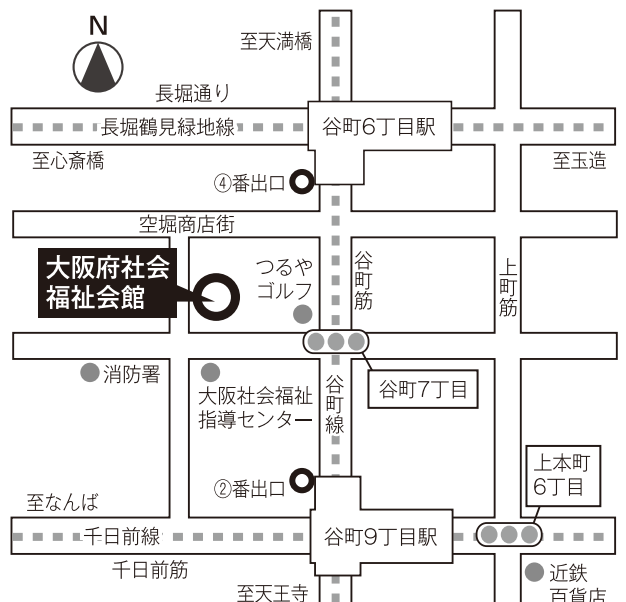 N
至天満橋
長堀通り
長堀鶴見緑地線
谷町6丁目駅
至心斎橋
至玉造
④番出口
空堀商店街
大阪府社会
福祉会館
つるや
ゴルフ
谷町筋
上町筋
消防署
大阪社会福祉
指導センター
谷町線
谷町7丁目
上本町
6丁目
②番出口
至なんば
千日前線
谷町9丁目駅
千日前筋
至天王寺
近鉄
百貨店